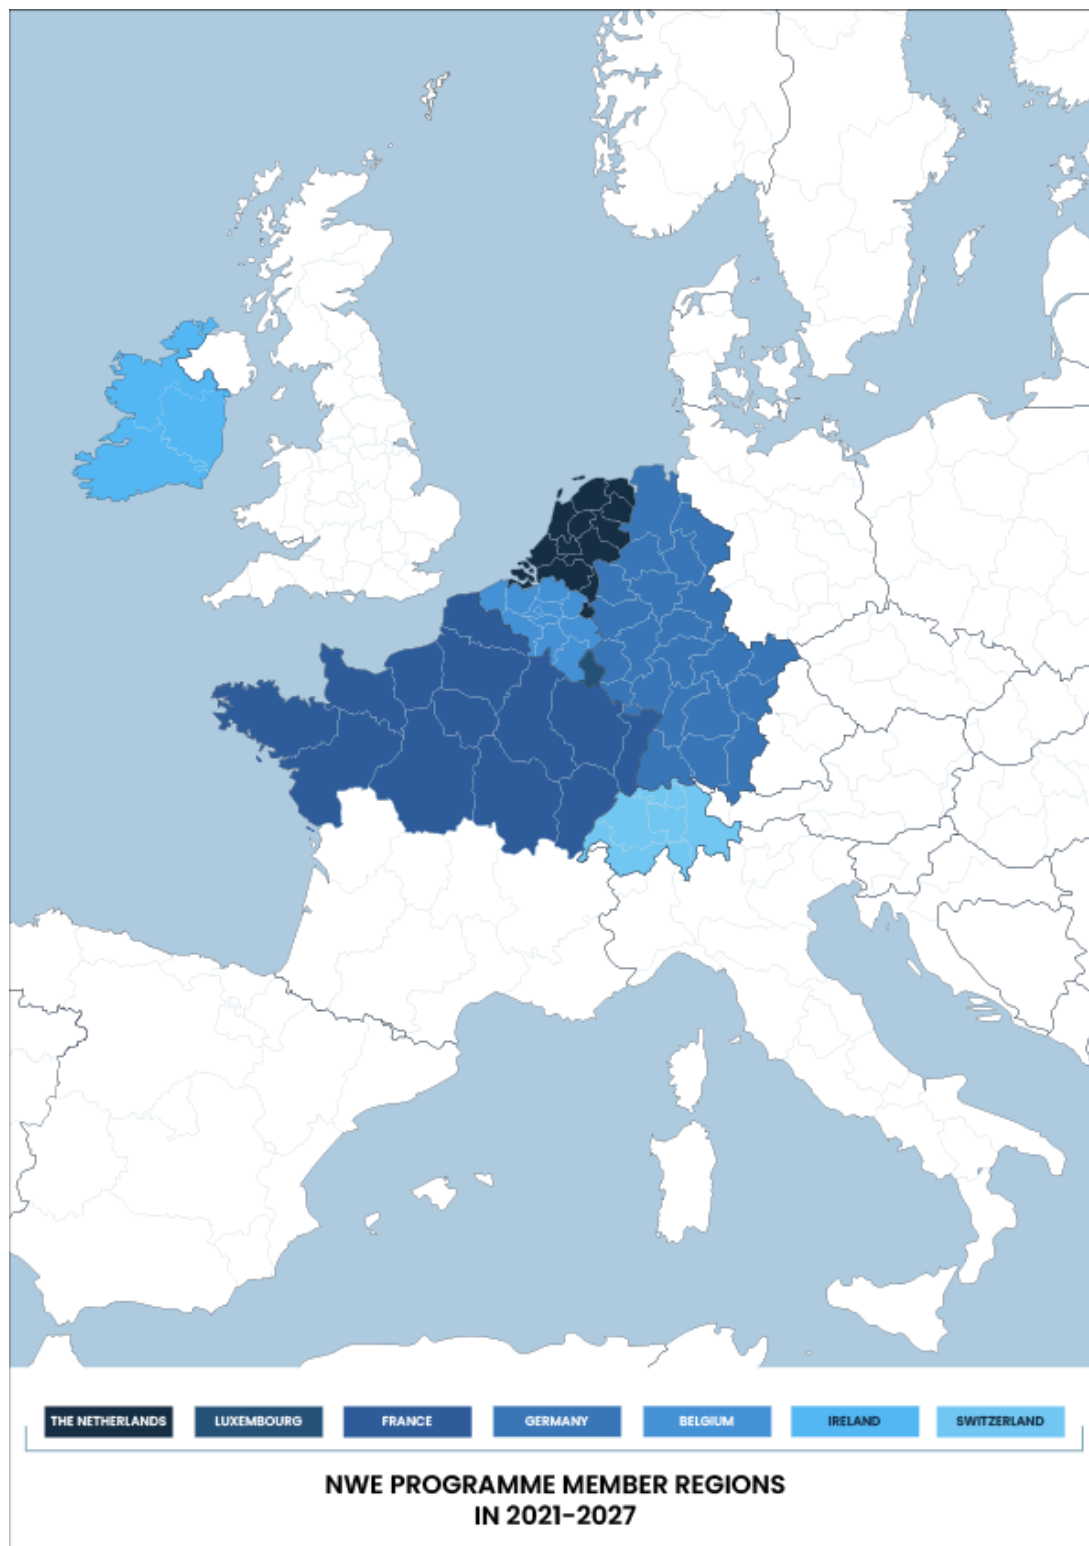 THE NETHERLANDS
LUXEMBOURG
FRANCE
GERMANY
BELGIUM
IRELAND
SWITZERLAND
NWE PROGRAMME MEMBER REGIONS
IN 2021-2027